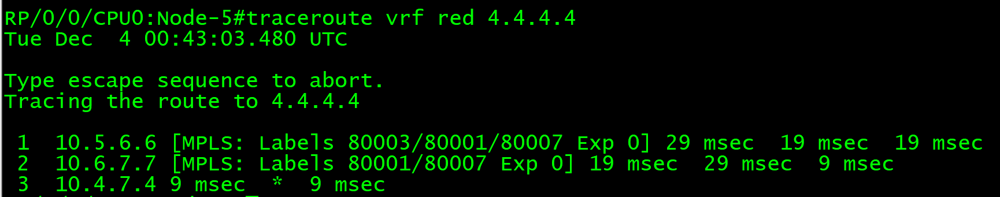 RP/0/0/CPU0:Node-5#traceroute vrf red 4.4.4.4
Tue Dec  4 00:43:03.480 UTC
Type escape sequence to abort.
Tracing the route to 4.4.4.4
1  10.5.6.6 [MPLS: Labels 80003/80001/80007 Exp 0] 29 msec  19 msec  19 msec
2  10.6.7.7 [MPLS: Labels 80001/80007 Exp 0] 19 msec  29 msec  9 msec
3  10.4.7.4 9 msec  *  9 msec